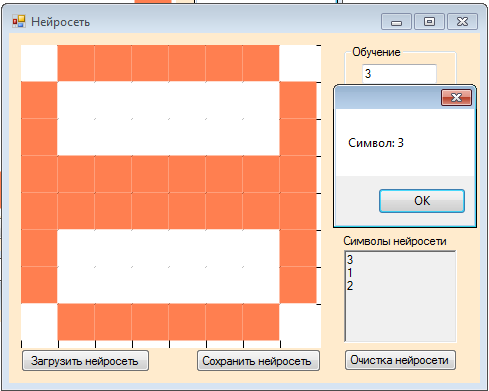 Нейросеть
Обучение
3
Символ: 3
OK
Символы нейросети
3
1
2
Загрузить нейросеть
Сохранить нейросеть
Очистка нейросети